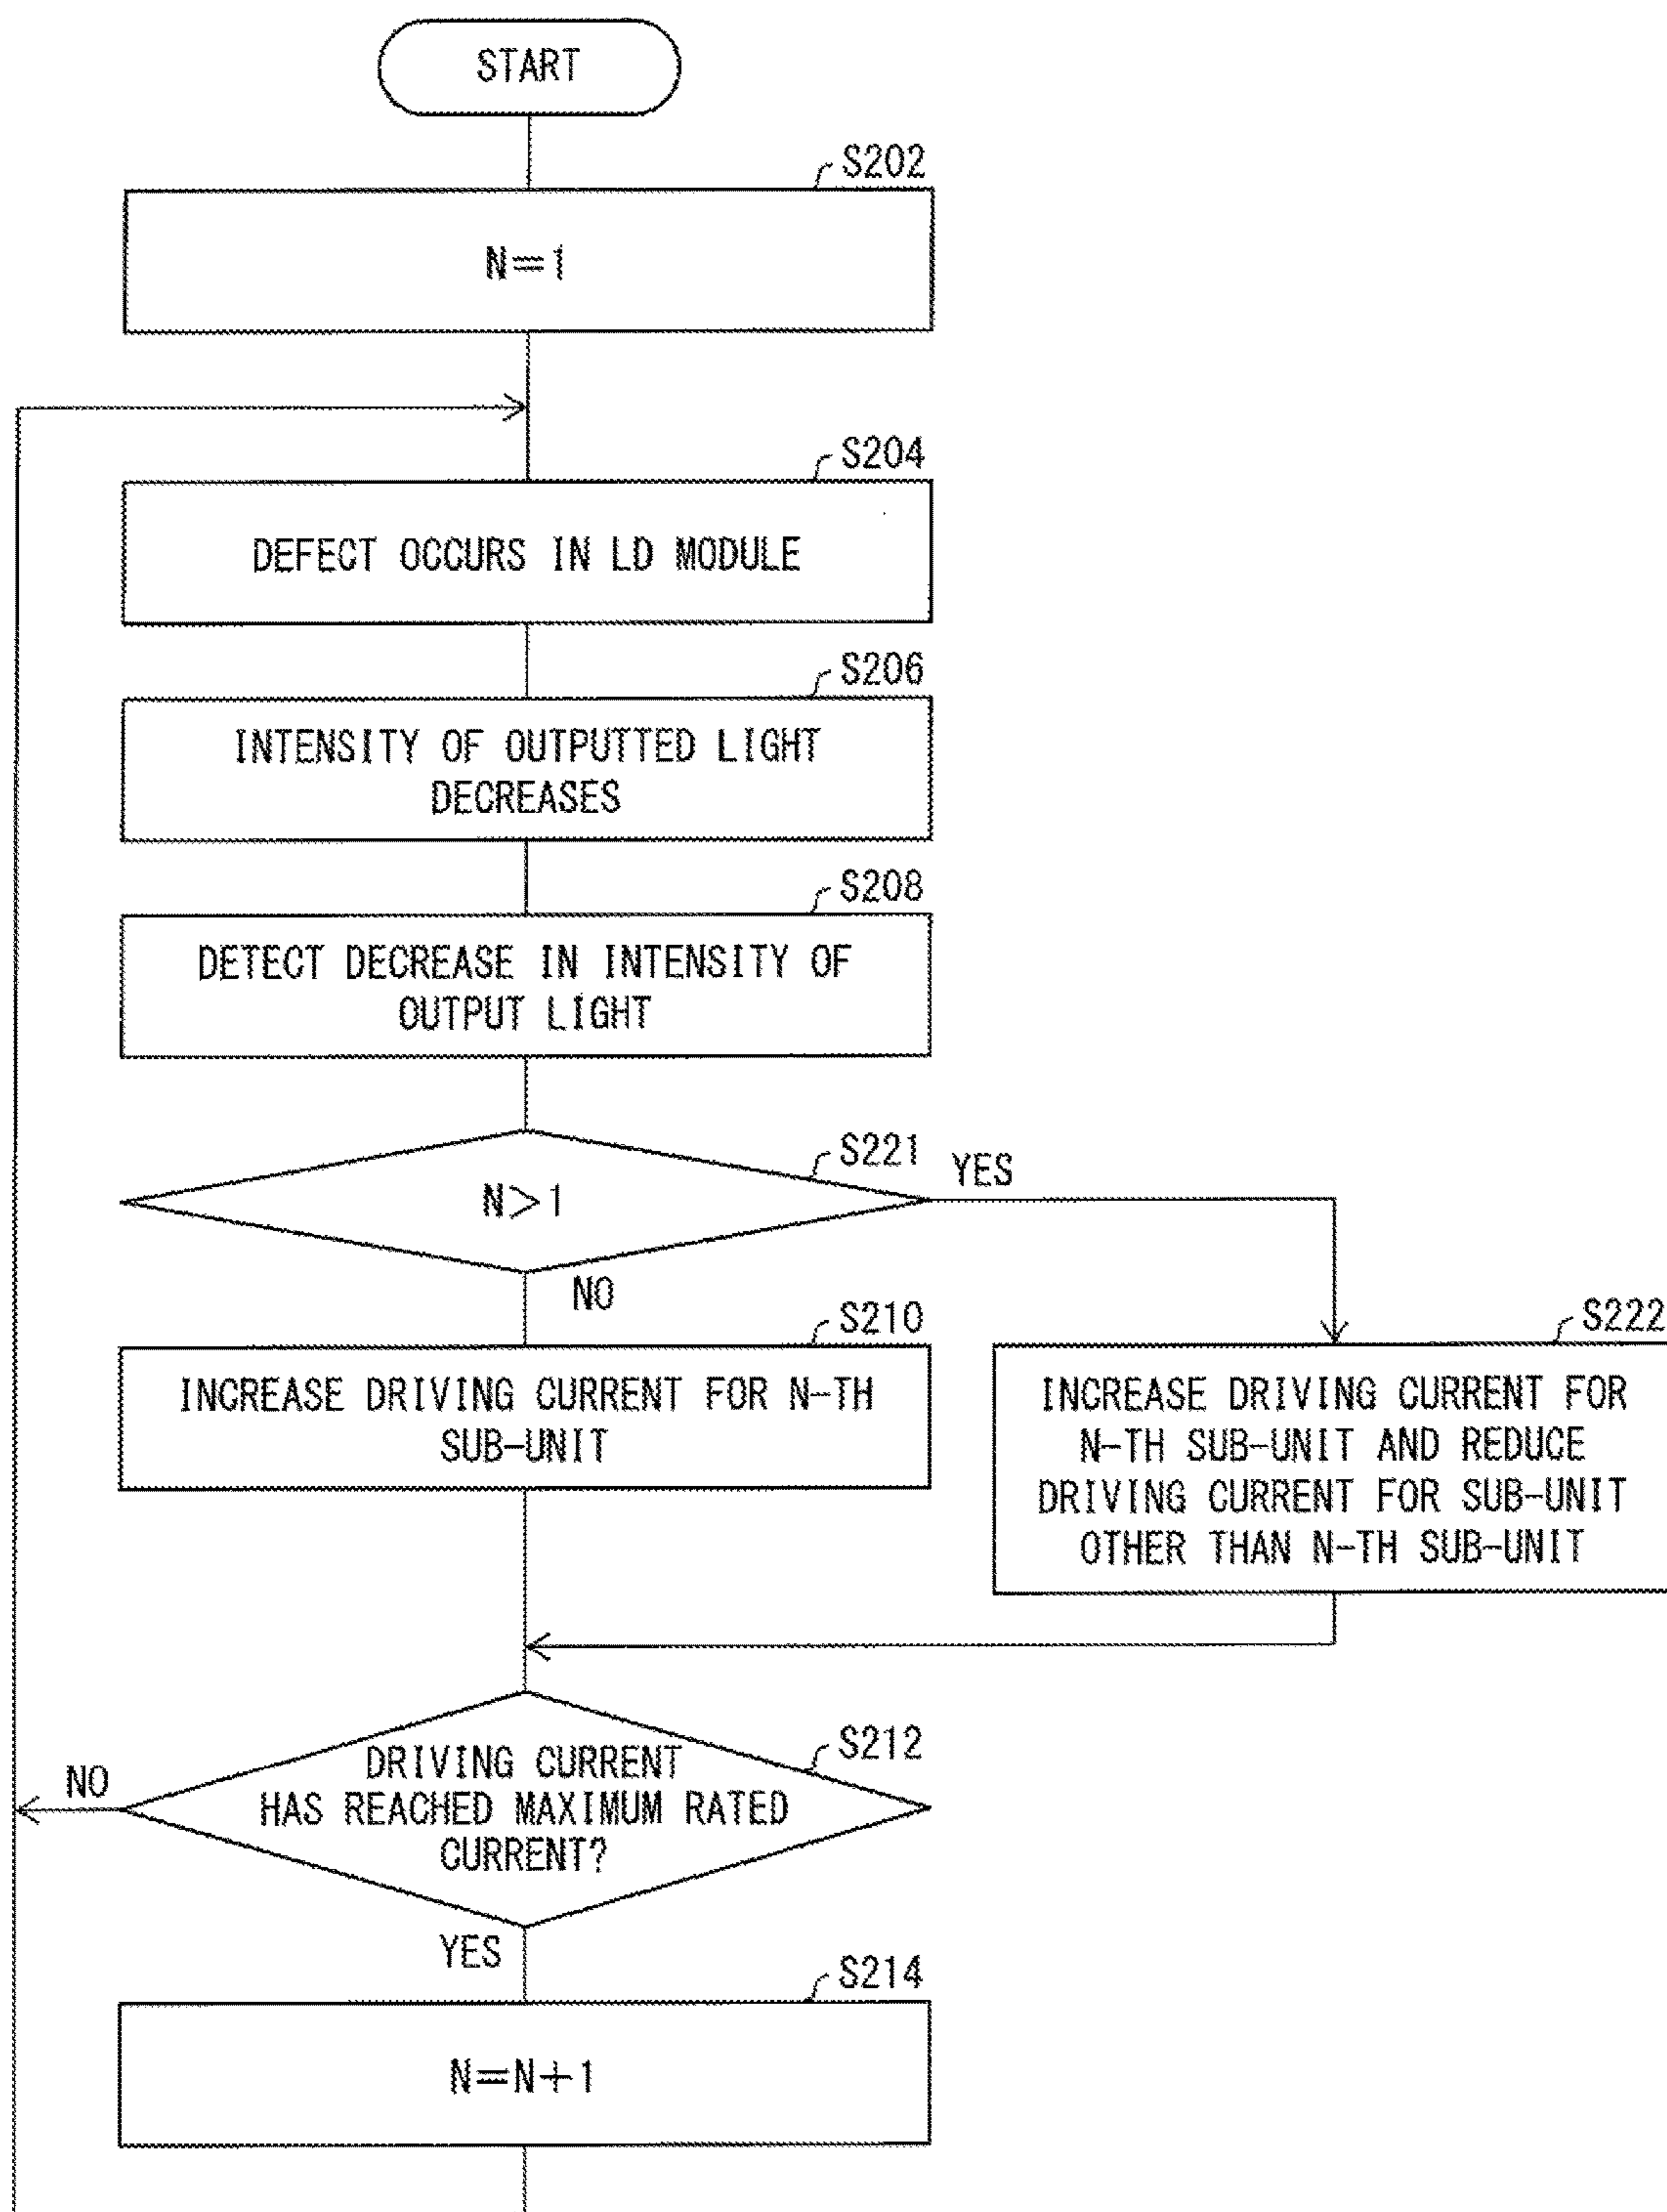 START
S202
N=1
S204
DEFECT OCCURS IN LD MODULE
S206
INTENSITY OF OUTPUTTED LIGHT
DECREASES
S208
DETECT DECREASE IN INTENSITY OF
OUTPUT LIGHT
S221
N>1
YES
NO
S210
INCREASE DRIVING CURRENT FOR N-TH
SUB-UNIT
S222
INCREASE DRIVING CURRENT FOR
N-TH SUB-UNIT AND REDUCE
DRIVING CURRENT FOR SUB-UNIT
OTHER THAN N-TH SUB-UNIT
S212
DRIVING CURRENT
HAS REACHED MAXIMUM RATED
CURRENT?
NO
YES
S214
N=N+1